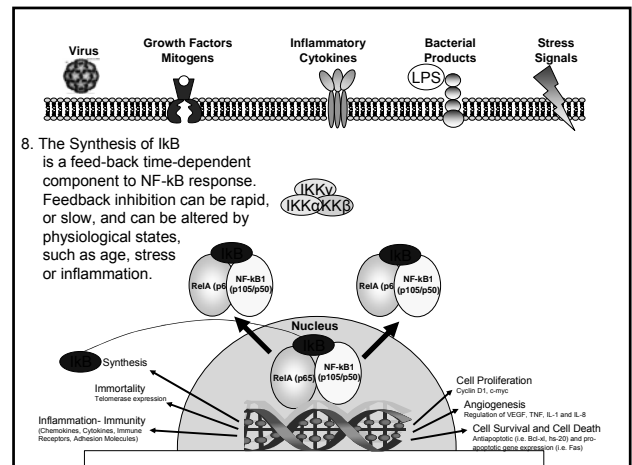 Virus
Growth Factors
Mitogens
Inflammatory
Cytokines
Bacterial
Products
Stress
Signals
LPS
8. The Synthesis of IkB
is a feed-back time-dependent
component to NF-kB response.
Feedback inhibition can be rapid,
or slow, and can be altered by
physiological states,
such as age, stress
or inflammation.
IKKγ
IKKα KKβ
IkB
RelA (p6
NF-kB1
(p105/p50)
IkB
RelA (p6
NF-kB1
(p105/p50)
Nucleus
IkB
RelA (p65)
NF-kB1
(p105/p50)
IkB Synthesis
Immortality
Telomerase expression
Inflammation- Immunity
(Chemokines, Cytokines, Immune
Receptors, Adhesion Molecules)
Cell Proliferation
Cyclin D1, c-myc
Angiogenesis
Regulation of VEGF, TNF, IL-1 and IL-8
Cell Survival and Cell Death
Antiapoptotic (i.e. Bcl-xl, hs-20) and pro-
apoptotic gene expression (i.e. Fas)